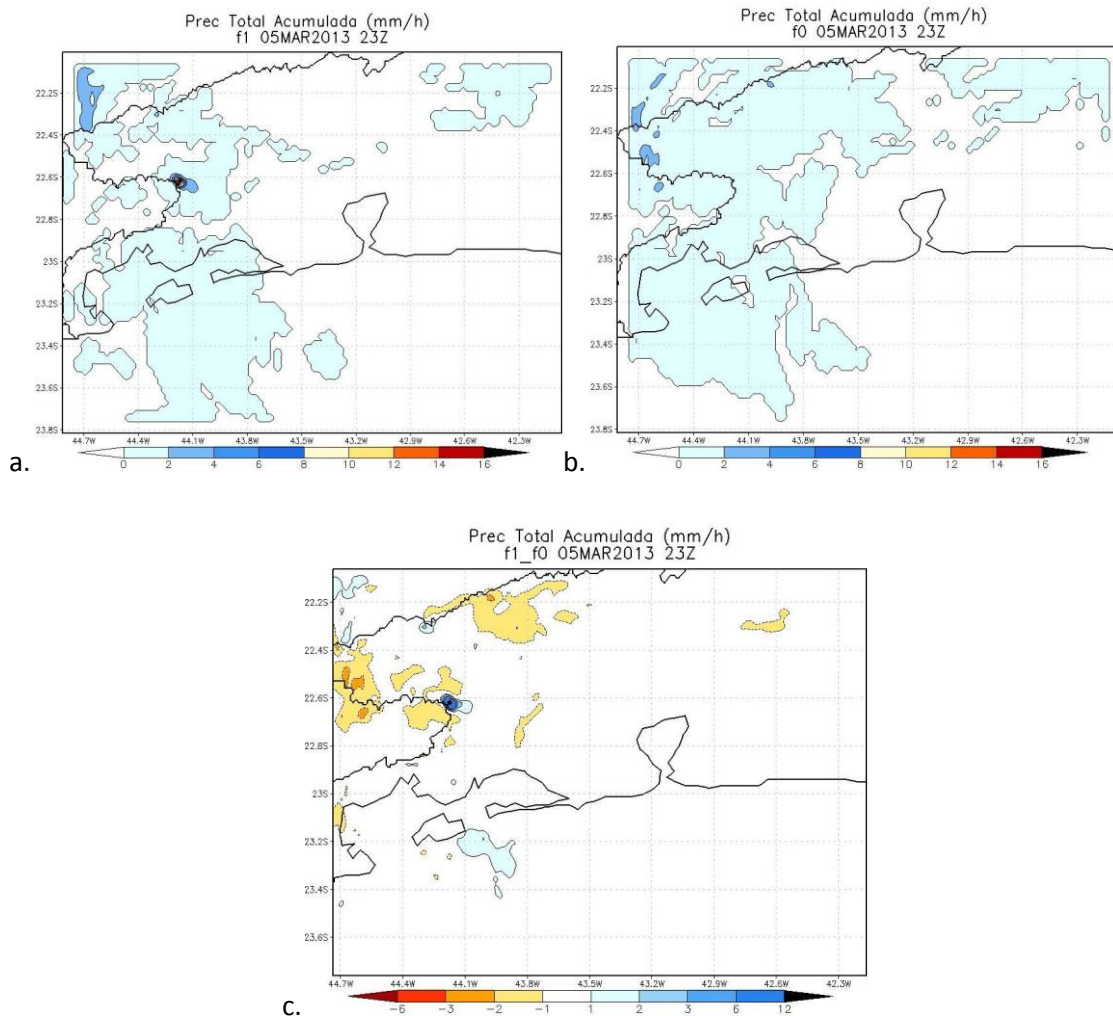 Prec Total Acumulada (mm/h)
f1 05MAR2013 23Z
22.2S
22.4S
22.6S
22.8S
23S
23.2S
23.4S
23.6S
23.8S
44.7W 44.4W 44.1W 43.8W 43.5W 43.2W 42.9W 42.6W 42.3W
0 2 4 6 8 10 12 14 16
a.
Prec Total Acumulada (mm/h)
f0 05MAR2013 23Z
22.2S
22.4S
22.6S
22.8S
23S
23.2S
23.4S
23.6S
23.8S
44.7W 44.4W 44.1W 43.8W 43.5W 43.2W 42.9W 42.6W 42.3W
0 2 4 6 8 10 12 14 16
b.
Prec Total Acumulada (mm/h)
f1_f0 05MAR2013 23Z
22.2S
22.4S
22.6S
22.8S
23S
23.2S
23.4S
23.6S
44.7W 44.4W 44.1W 43.8W 43.5W 43.2W 42.9W 42.6W 42.3W
-6 -3 -2 -1 1 2 3 6 12
c.